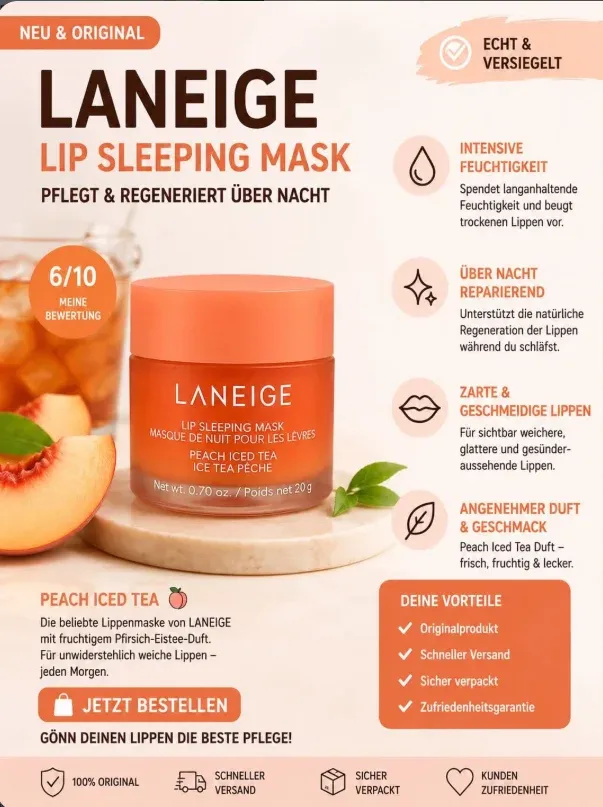 NEU & ORIGINAL
ECHT &
VERSIEGELT
LANEIGE
LIP SLEEPING MASK
PFLEGT & REGENERIERT ÜBER NACHT
6/10
MEINE
BEWERTUNG
LANEIGE
LIP SLEEPING MASK
MASQUE DE NUIT POUR LES LÈVRES
PEACH ICED TEA
ICE TEA PÊCHE
Net wt. 0.70 oz. / Poids net 20 g
INTENSIVE
FEUCHTIGKEIT
Spendet langanhaltende
Feuchtigkeit und beugt
trockenen Lippen vor.
ÜBER NACHT
REPARIEREND
Unterstützt die natürliche
Regeneration der Lippen
während du schläfst.
ZARTE &
GESCHMEIDIGE LIPPEN
Für sichtbar weichere,
glattere und gesünder-
aussehende Lippen.
ANGENEHMER DUFT
& GESCHMACK
Peach Iced Tea Duft –
frisch, fruchtig & lecker.
PEACH ICED TEA 🍑
Die beliebte Lippenmaske von LANEIGE
mit fruchtigem Pfirsich-Eistee-Duft.
Für unwiderstehlich weiche Lippen –
jeden Morgen.
JETZT BESTELLEN
GÖNN DEINEN LIPPEN DIE BESTE PFLEGE!
DEINE VORTEILE
Originalprodukt
Schneller Versand
Sicher verpackt
Zufriedenheitsgarantie
100% ORIGINAL
SCHNELLER
VERSAND
SICHER
VERPACKT
KUNDEN
ZUFRIEDENHEIT